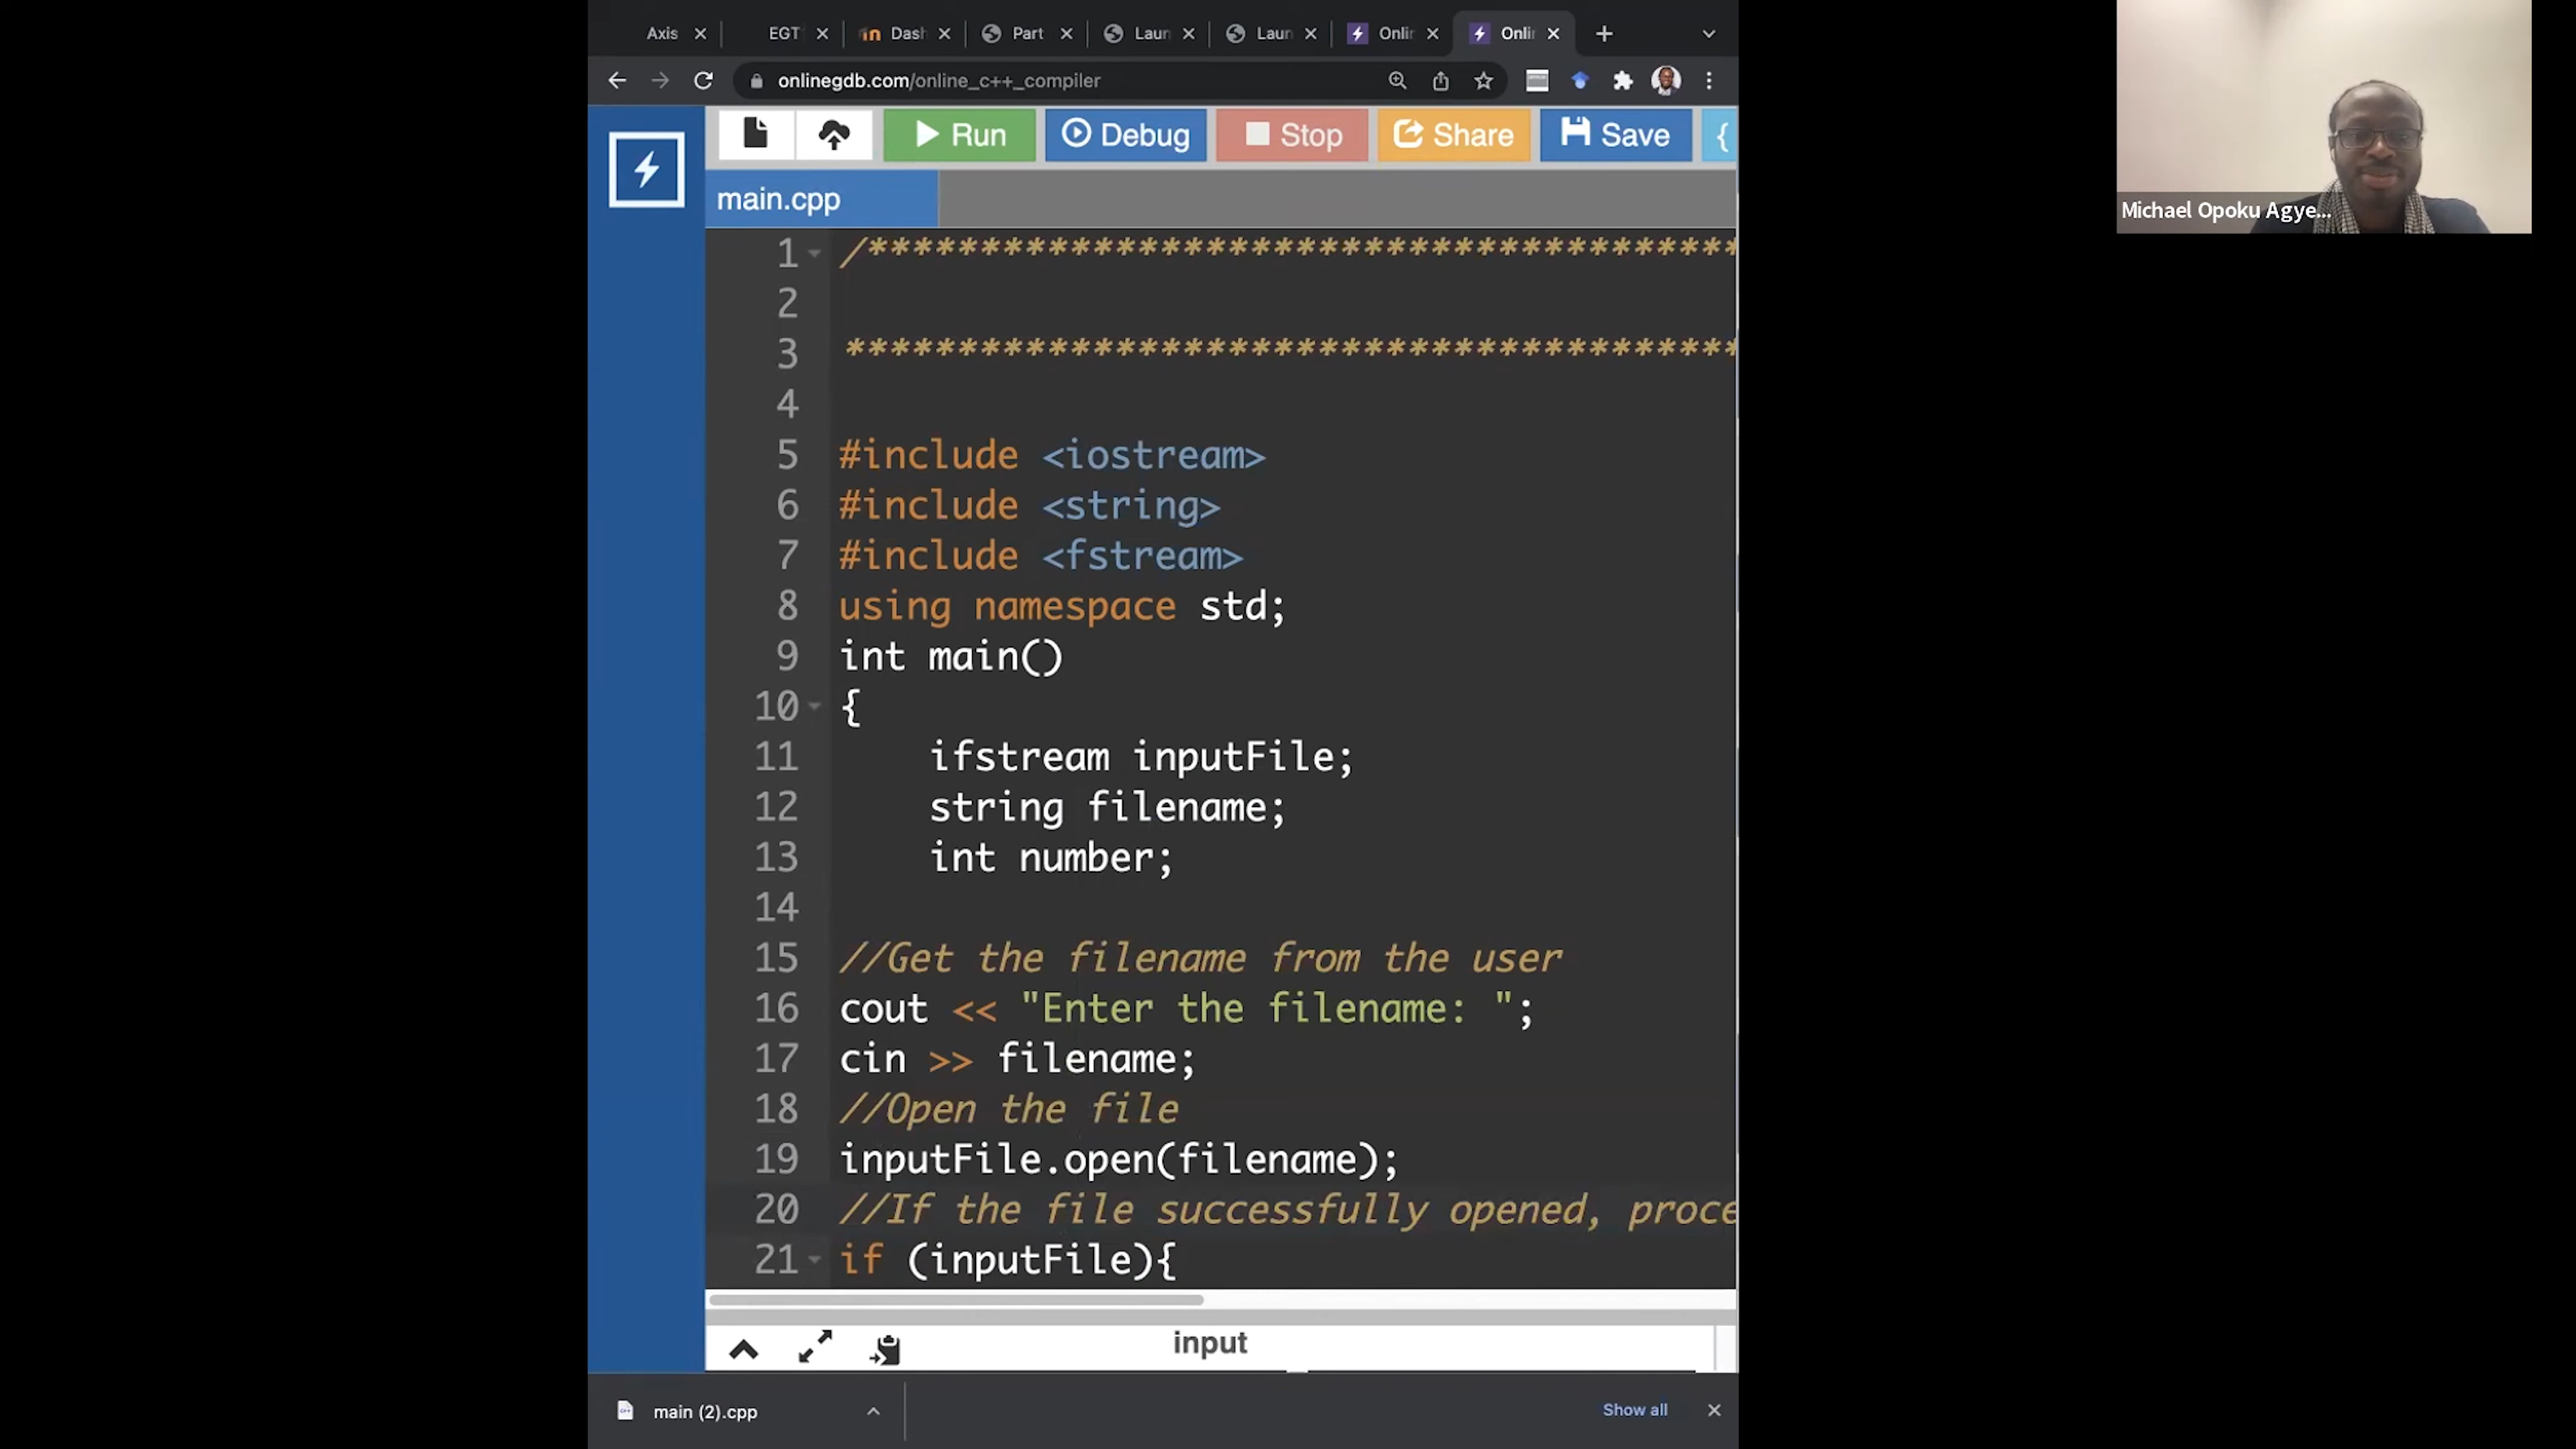 Axis
EGT
Dash
Part
Laun
Laun
Onlin
Onlin
onlinegdb.com/online_c++_compiler
Run
Debug
Stop
Share
Save
{
main.cpp
1 /***************************************
2
3 ****************************************
4
5 #include <iostream>
6 #include <string>
7 #include <fstream>
8 using namespace std;
9 int main()
10 {
11 ifstream inputFile;
12 string filename;
13 int number;
14
15 //Get the filename from the user
16 cout << "Enter the filename: ";
17 cin >> filename;
18 //Open the file
19 inputFile.open(filename);
20 //If the file successfully opened, proce
21 if (inputFile){
input
main (2).cpp
Show all
Michael Opoku Agye...